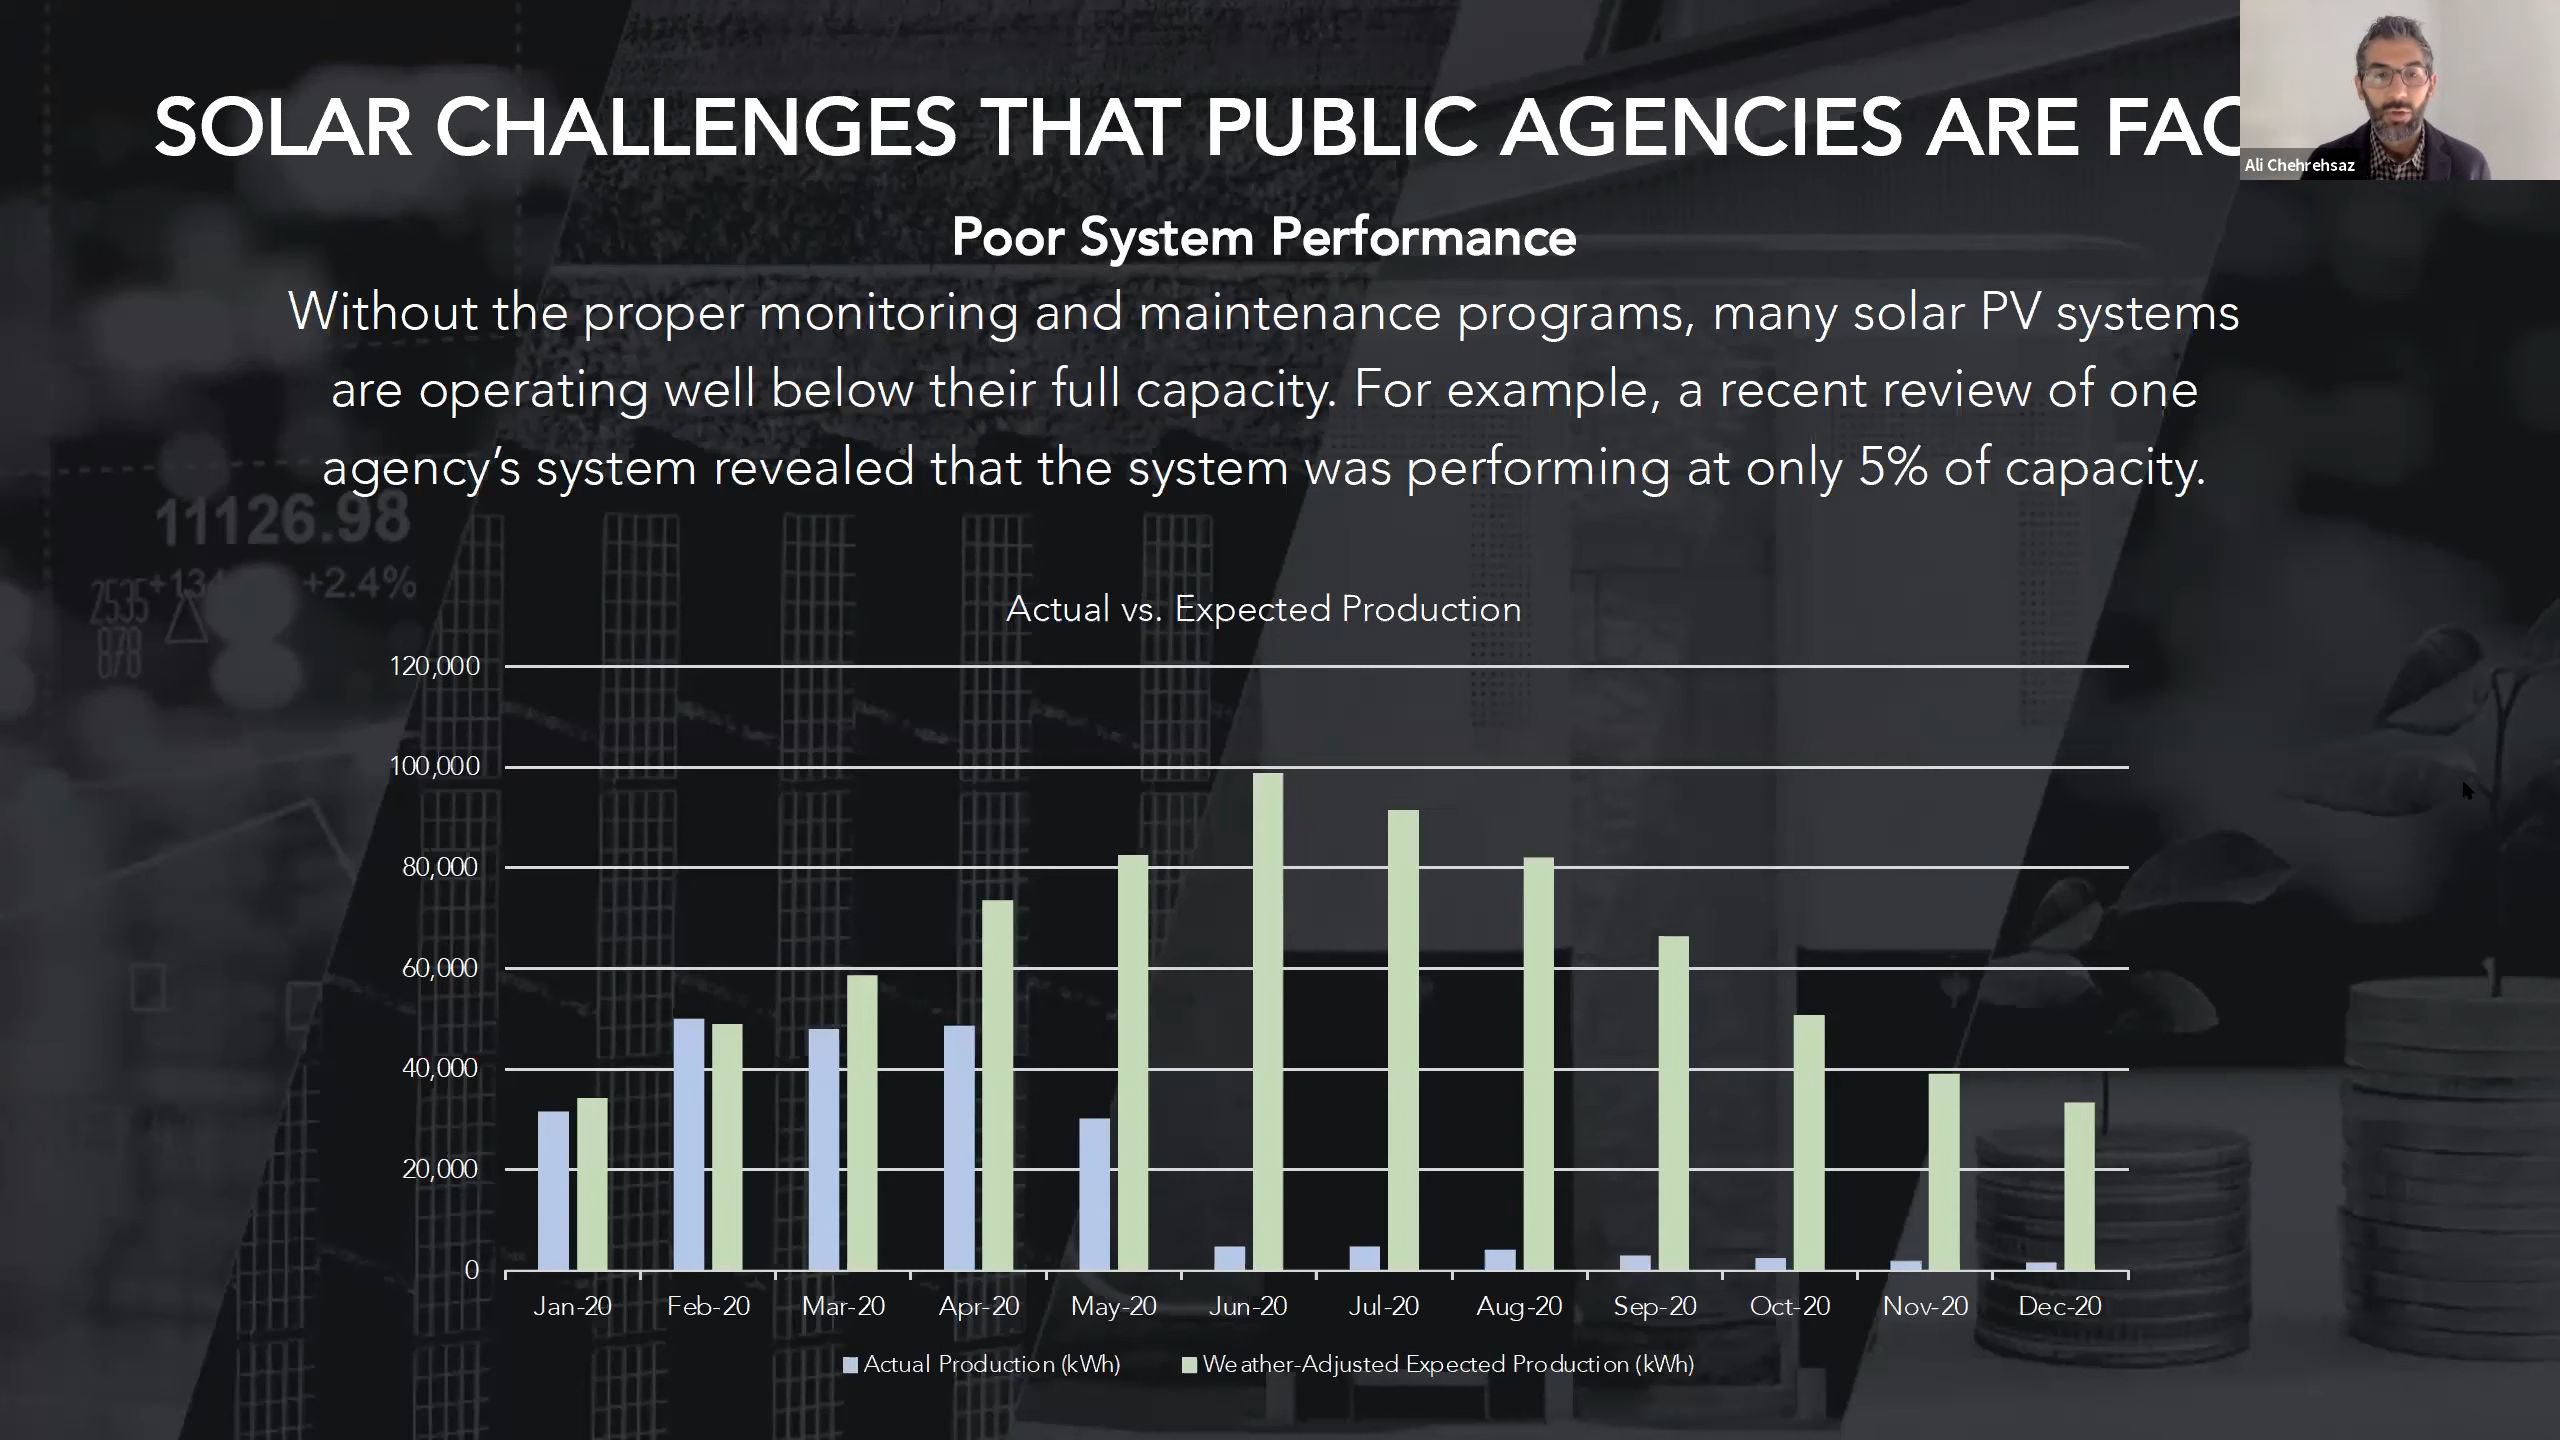 SOLAR CHALLENGES THAT PUBLIC AGENCIES ARE FAC
Ali Chehrehsaz
Poor System Performance
Without the proper monitoring and maintenance programs, many solar PV systems
are operating well below their full capacity. For example, a recent review of one
agency’s system revealed that the system was performing at only 5% of capacity.
11126.98
+2.4%
2535
878
Actual vs. Expected Production
120,000
100,000
80,000
60,000
40,000
20,000
0
Jan-20 Feb-20 Mar-20 Apr-20 May-20 Jun-20 Jul-20 Aug-20 Sep-20 Oct-20 Nov-20 Dec-20
Actual Production (kWh) Weather-Adjusted Expected Production (kWh)